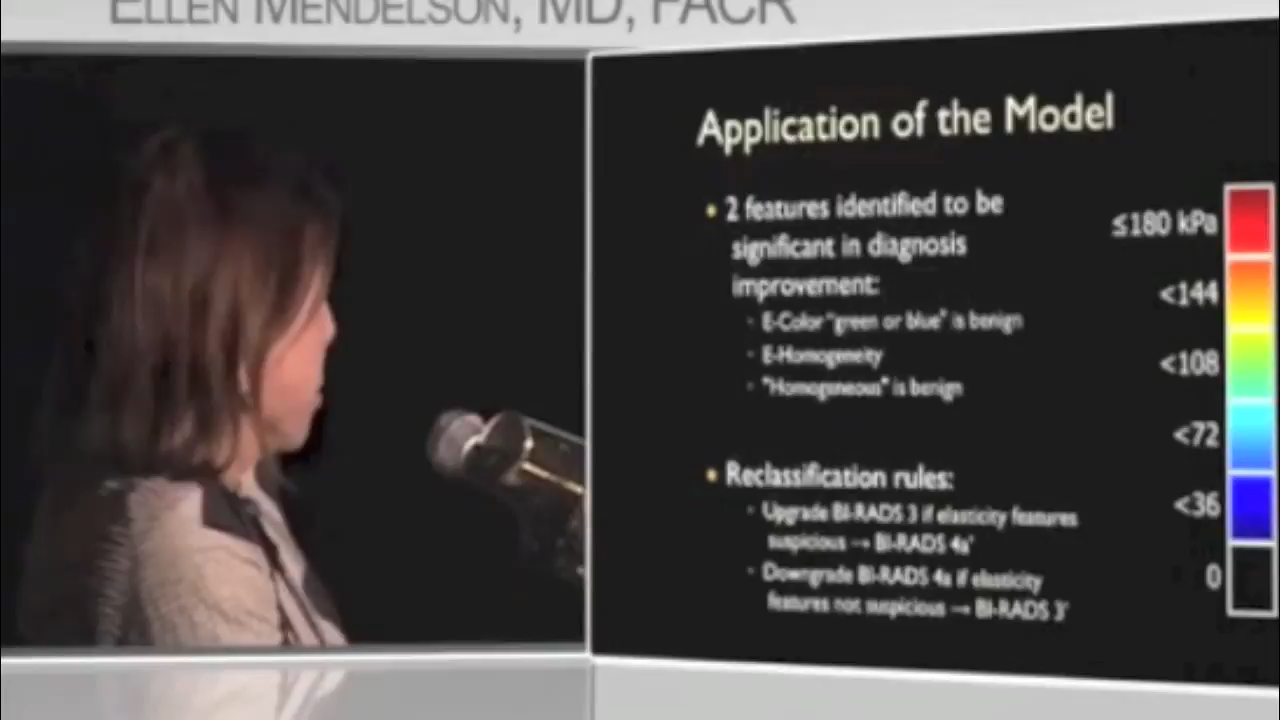 ELLEN MENDELSON, MD, FACR
Application of the Model
• 2 features identified to be
significant in diagnosis
improvement:
· E-Color "green or blue" is benign
· E-Homogeneity
· "Homogeneous" is benign
• Reclassification rules:
· Upgrade BI-RADS 3 if elasticity features
suspicious → BI-RADS 4a'
· Downgrade BI-RADS 4a if elasticity
features not suspicious → BI-RADS 3'
≤180 kPa
<144
<108
<72
<36
0